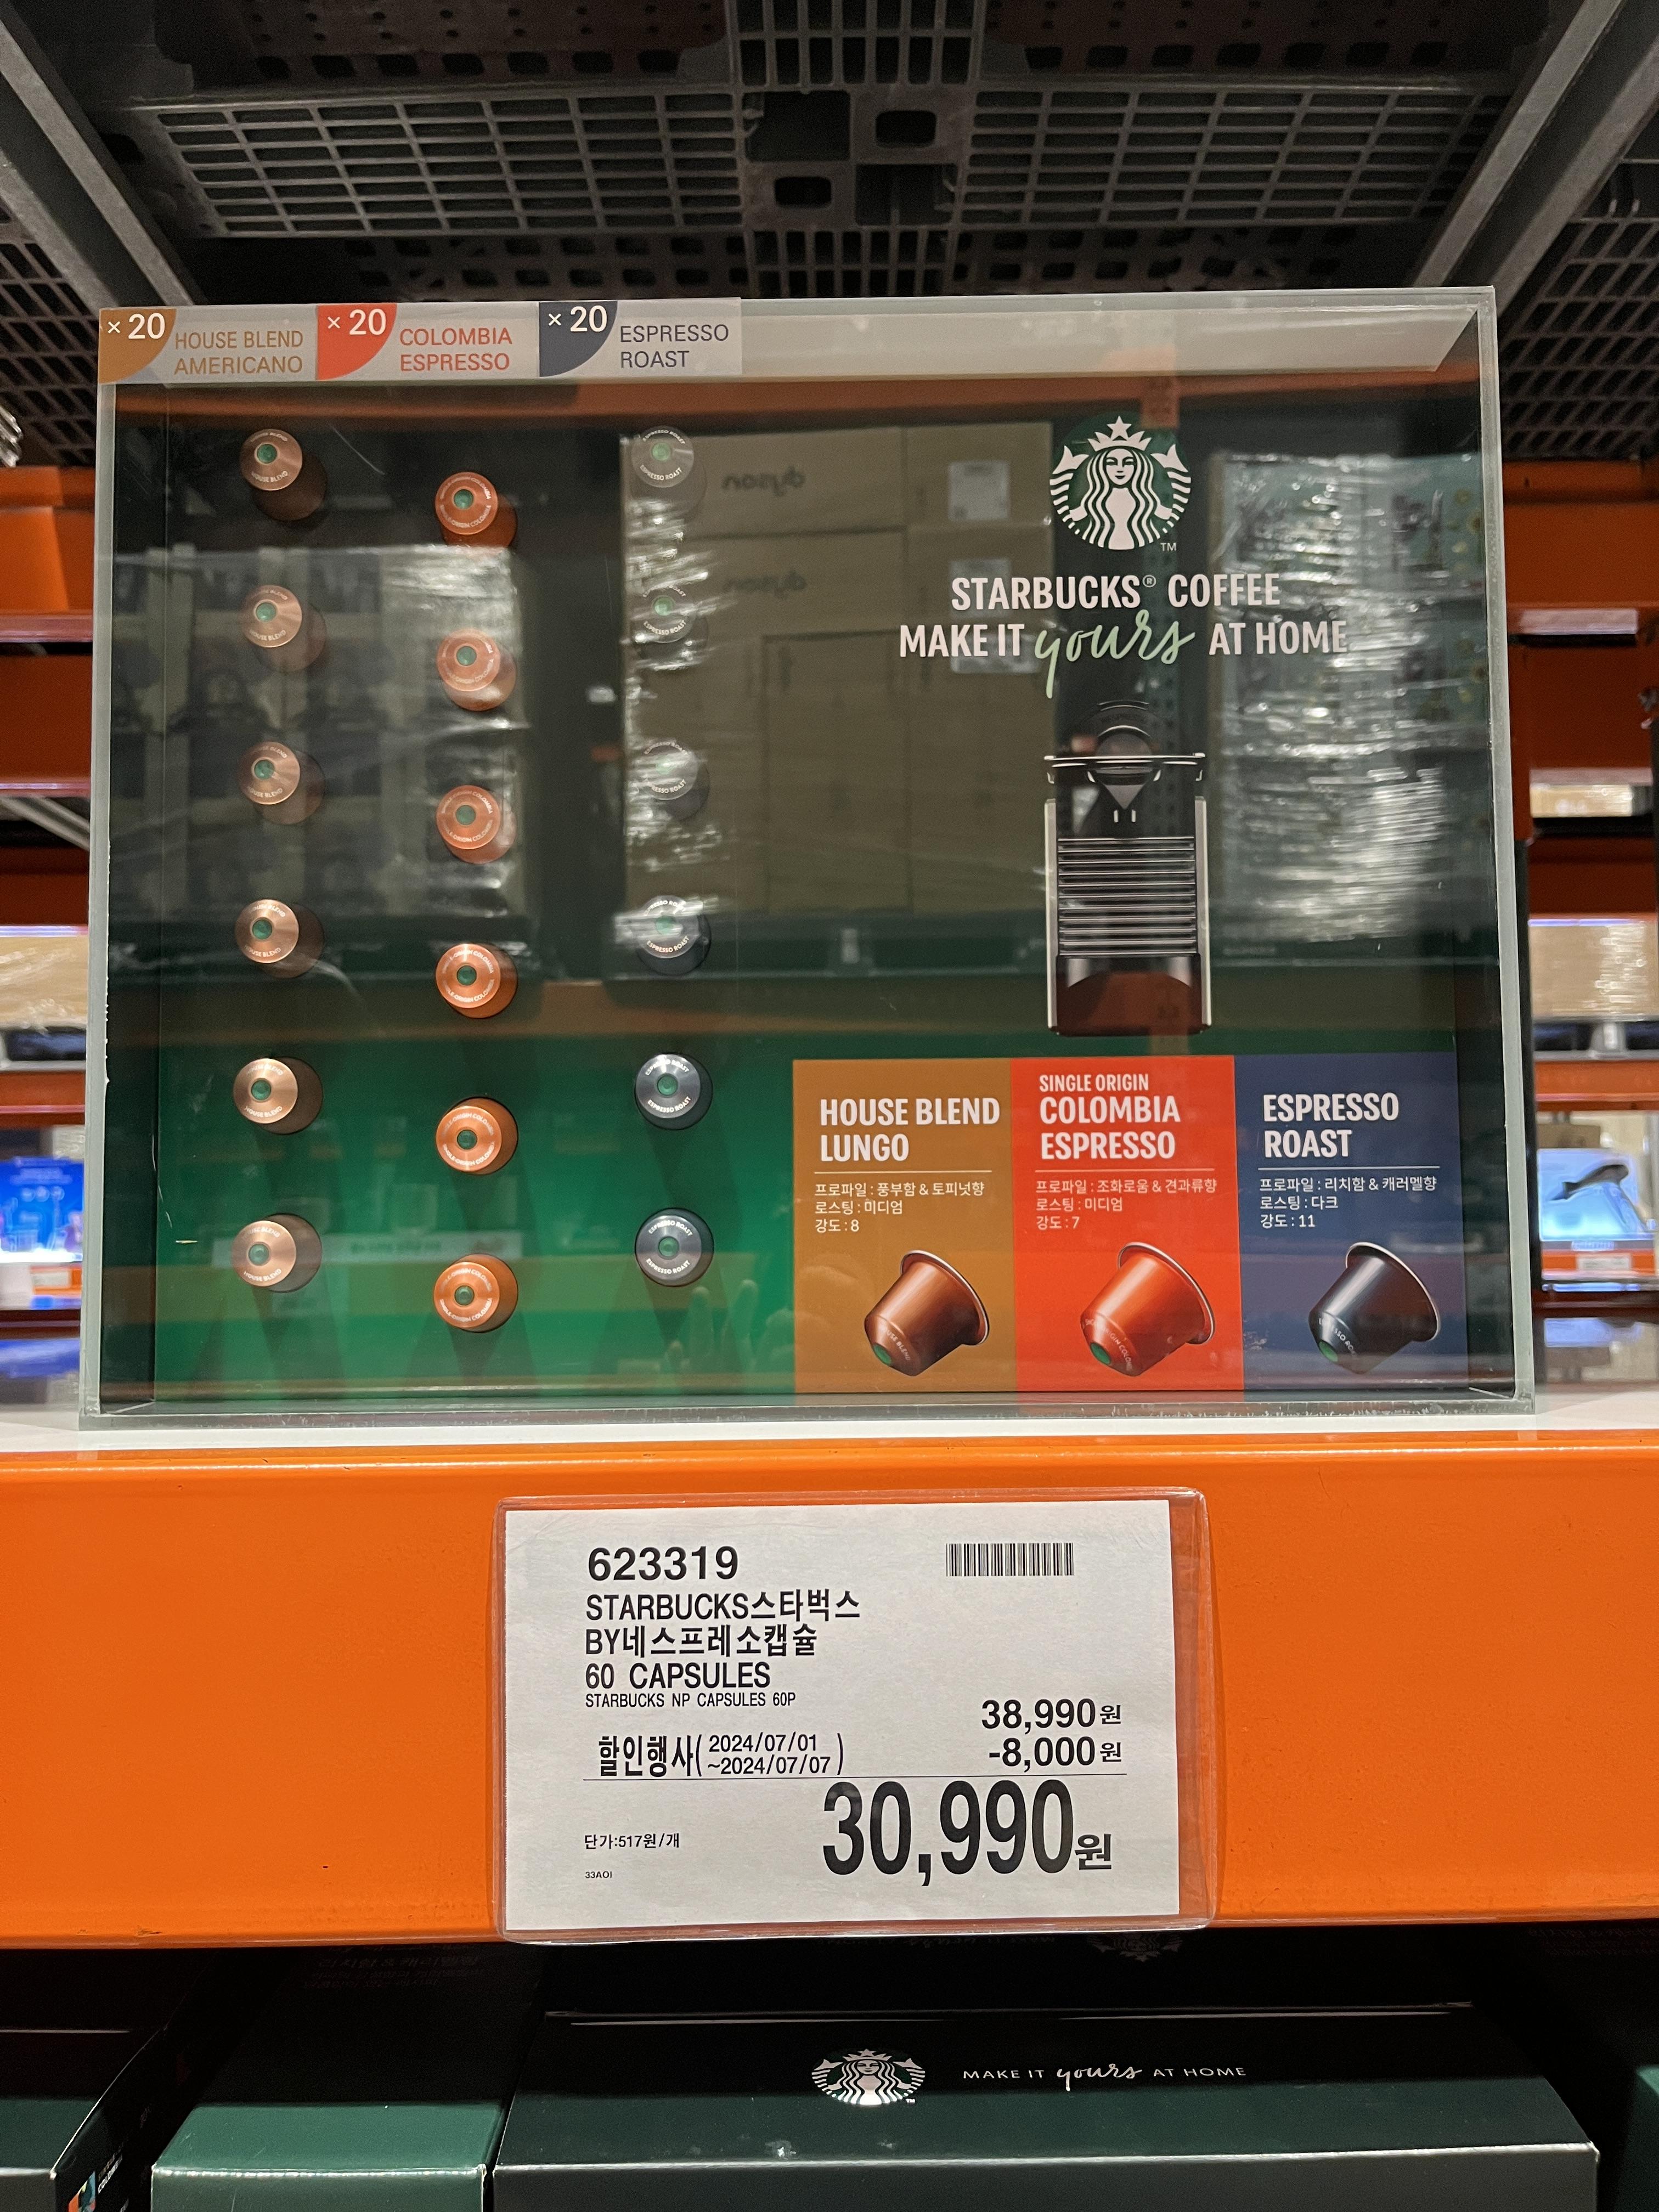 × 20 HOUSE BLEND
AMERICANO
× 20 COLOMBIA
ESPRESSO
× 20 ESPRESSO
ROAST
dyson
dyson
TM
STARBUCKS® COFFEE
MAKE IT yours AT HOME
HOUSE BLEND
LUNGO
프로파일 : 풍부함 & 토피넛향
로스팅 : 미디엄
강도 : 8
SINGLE ORIGIN
COLOMBIA
ESPRESSO
프로파일 : 조화로움 & 견과류향
로스팅 : 미디엄
강도 : 7
ESPRESSO
ROAST
프로파일 : 리치함 & 캐러멜향
로스팅 : 다크
강도 : 11
HOUSE BLEND
ESPRESSO ROAST
623319
STARBUCKS스타벅스
BY네스프레소캡슐
60 CAPSULES
STARBUCKS NP CAPSULES 60P
38,990원
할인행사( 2024/07/01
~2024/07/07 )
-8,000원
30,990원
단가:517원/개
33AOI
MAKE IT yours AT HOME